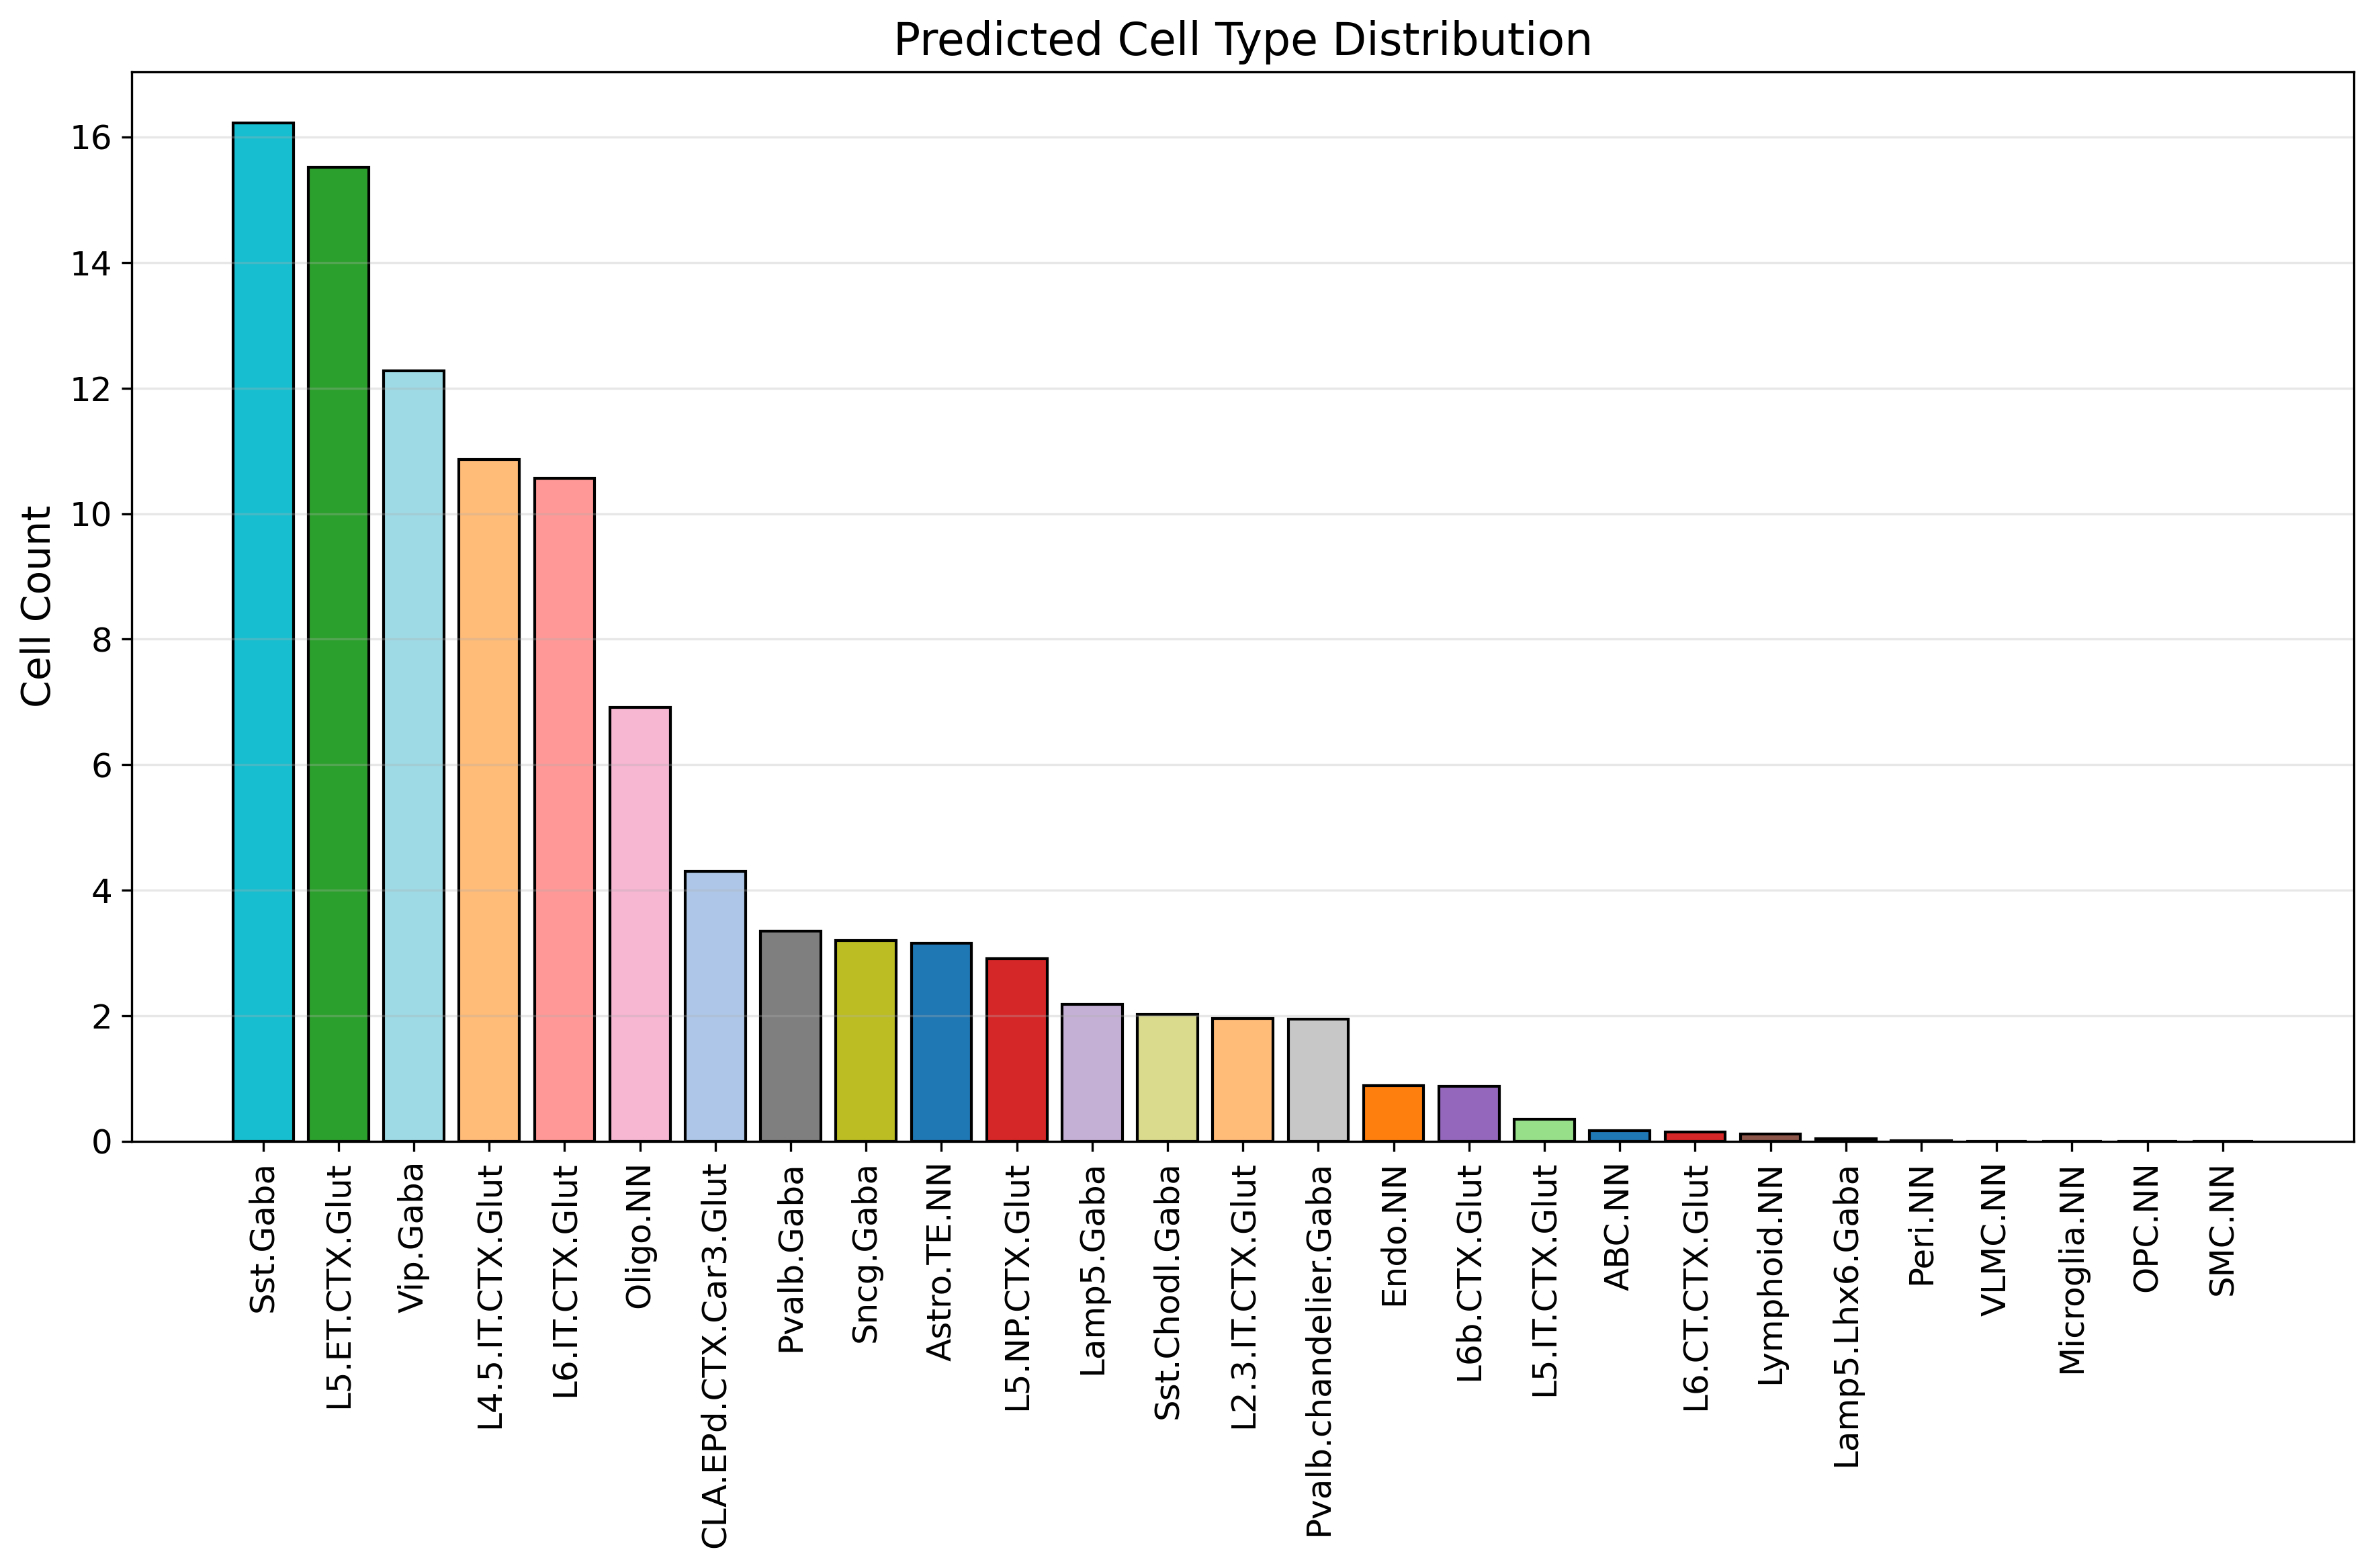 Predicted Cell Type Distribution
Cell Count
16
14
12
10
8
6
4
2
0
Sst.Gaba
L5.ET.CTX.Glut
Vip.Gaba
L4.5.IT.CTX.Glut
L6.IT.CTX.Glut
Oligo.NN
CLA.EPd.CTX.Car3.Glut
Pvalb.Gaba
Sncg.Gaba
Astro.TE.NN
L5.NP.CTX.Glut
Lamp5.Gaba
Sst.Chodl.Gaba
L2.3.IT.CTX.Glut
Pvalb.chandelier.Gaba
Endo.NN
L6b.CTX.Glut
L5.IT.CTX.Glut
ABC.NN
L6.CT.CTX.Glut
Lymphoid.NN
Lamp5.Lhx6.Gaba
Peri.NN
VLMC.NN
Microglia.NN
OPC.NN
SMC.NN